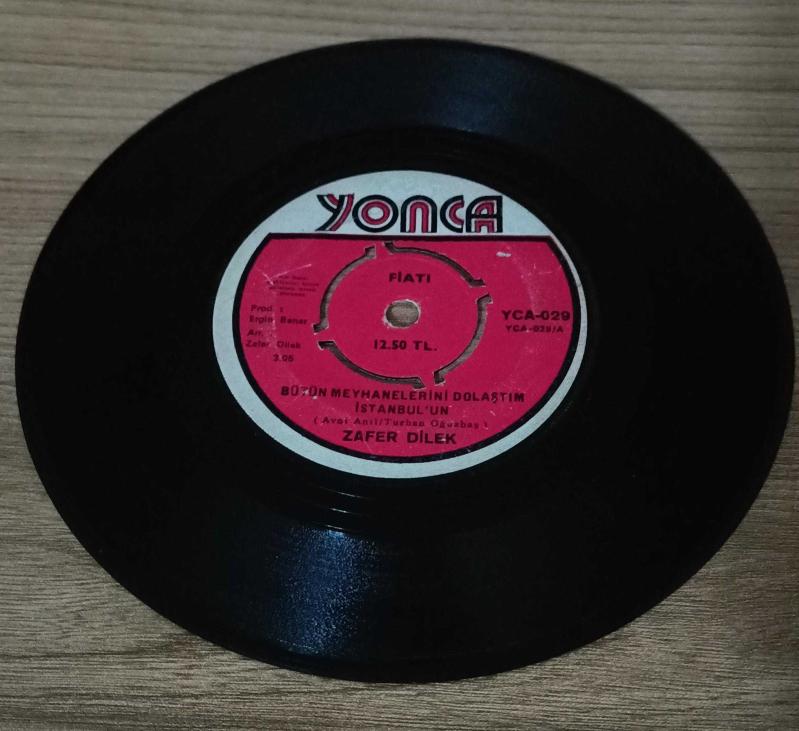 YONCA
FİATI
12.50 TL.
YCA-029
YCA-029/A
Prod. :
Ergin Bener
Arr. :
Zafer Dilek
3.05
BÜTÜN MEYHANELERİNİ DOLAŞTIM
İSTANBUL'UN
( Avni Anıl/Turhan Oğuzbaş )
ZAFER DİLEK